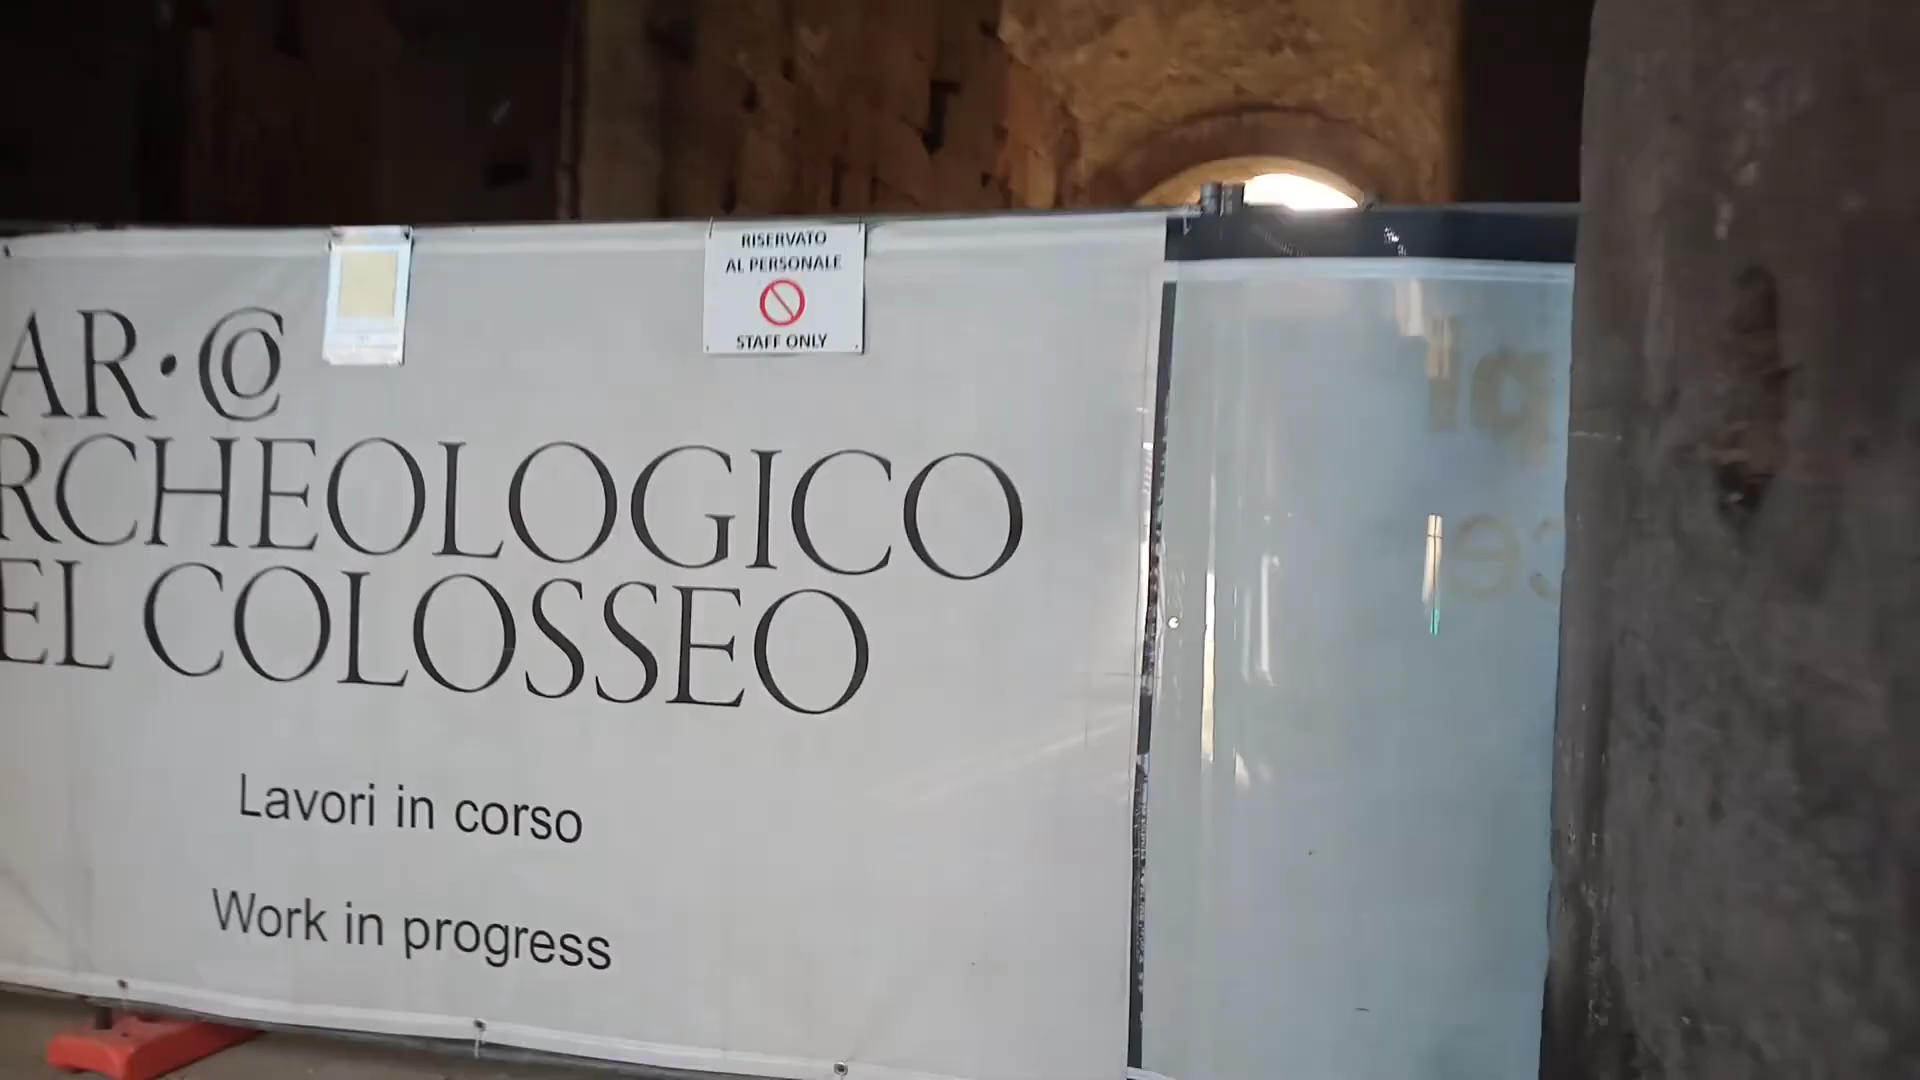 RISERVATO
AL PERSONALE
STAFF ONLY
AR·CO
RCHEOLOGICO
EL COLOSSEO
Lavori in corso
Work in progress